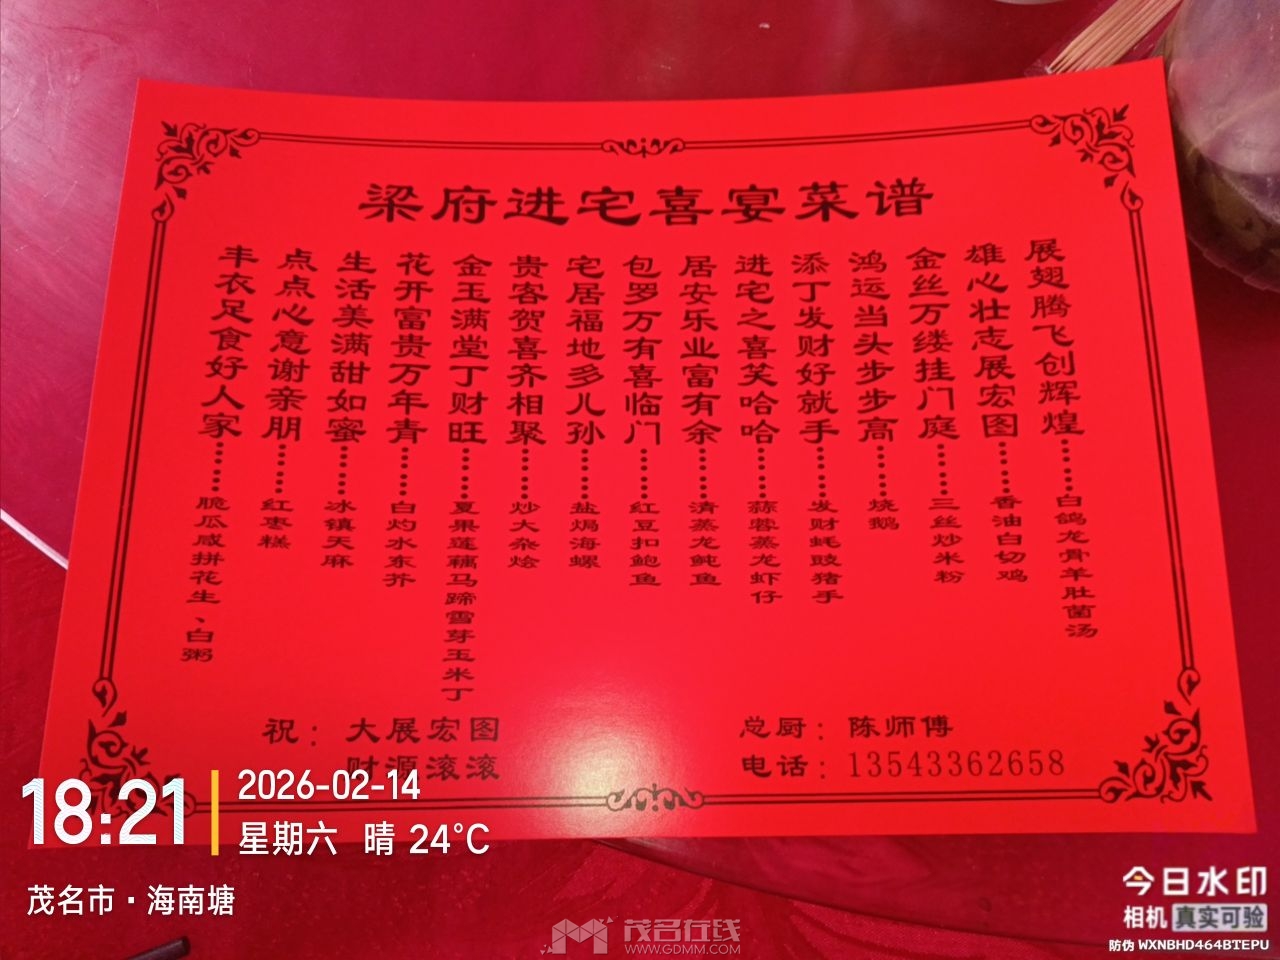 梁府进宅喜宴菜谱
展翅腾飞创辉煌……白鸽龙骨羊肚菌汤
雄心壮志展宏图……香油白切鸡
金丝万缕挂门庭……三丝炒米粉
鸿运当头步步高……烧鹅
添丁发财好就手……发财蚝豉猪手
进宅之喜笑哈哈……蒜蓉蒸龙虾仔
居安乐业富有余……清蒸龙鲀鱼
包罗万有喜临门……红豆扣鲍鱼
宅居福地多儿孙……盐焗海螺
贵客贺喜齐相聚……炒大杂烩
金玉满堂丁财旺……夏果莲藕马蹄雪芽玉米丁
花开富贵万年青……白灼水东芥
生活美满甜如蜜……冰镇天麻
点点心意谢亲朋……红枣糕
丰衣足食好人家……脆瓜咸拼花生、白粥
祝：大展宏图
财源滚滚
总厨：陈师傅
电话：13543362658
18:21
2026-02-14
星期六 晴 24°C
茂名市·海南塘
茂名在线
WWW.GDMM.COM
今日水印
相机 真实可验
防伪 WXNBHD464BTEPU